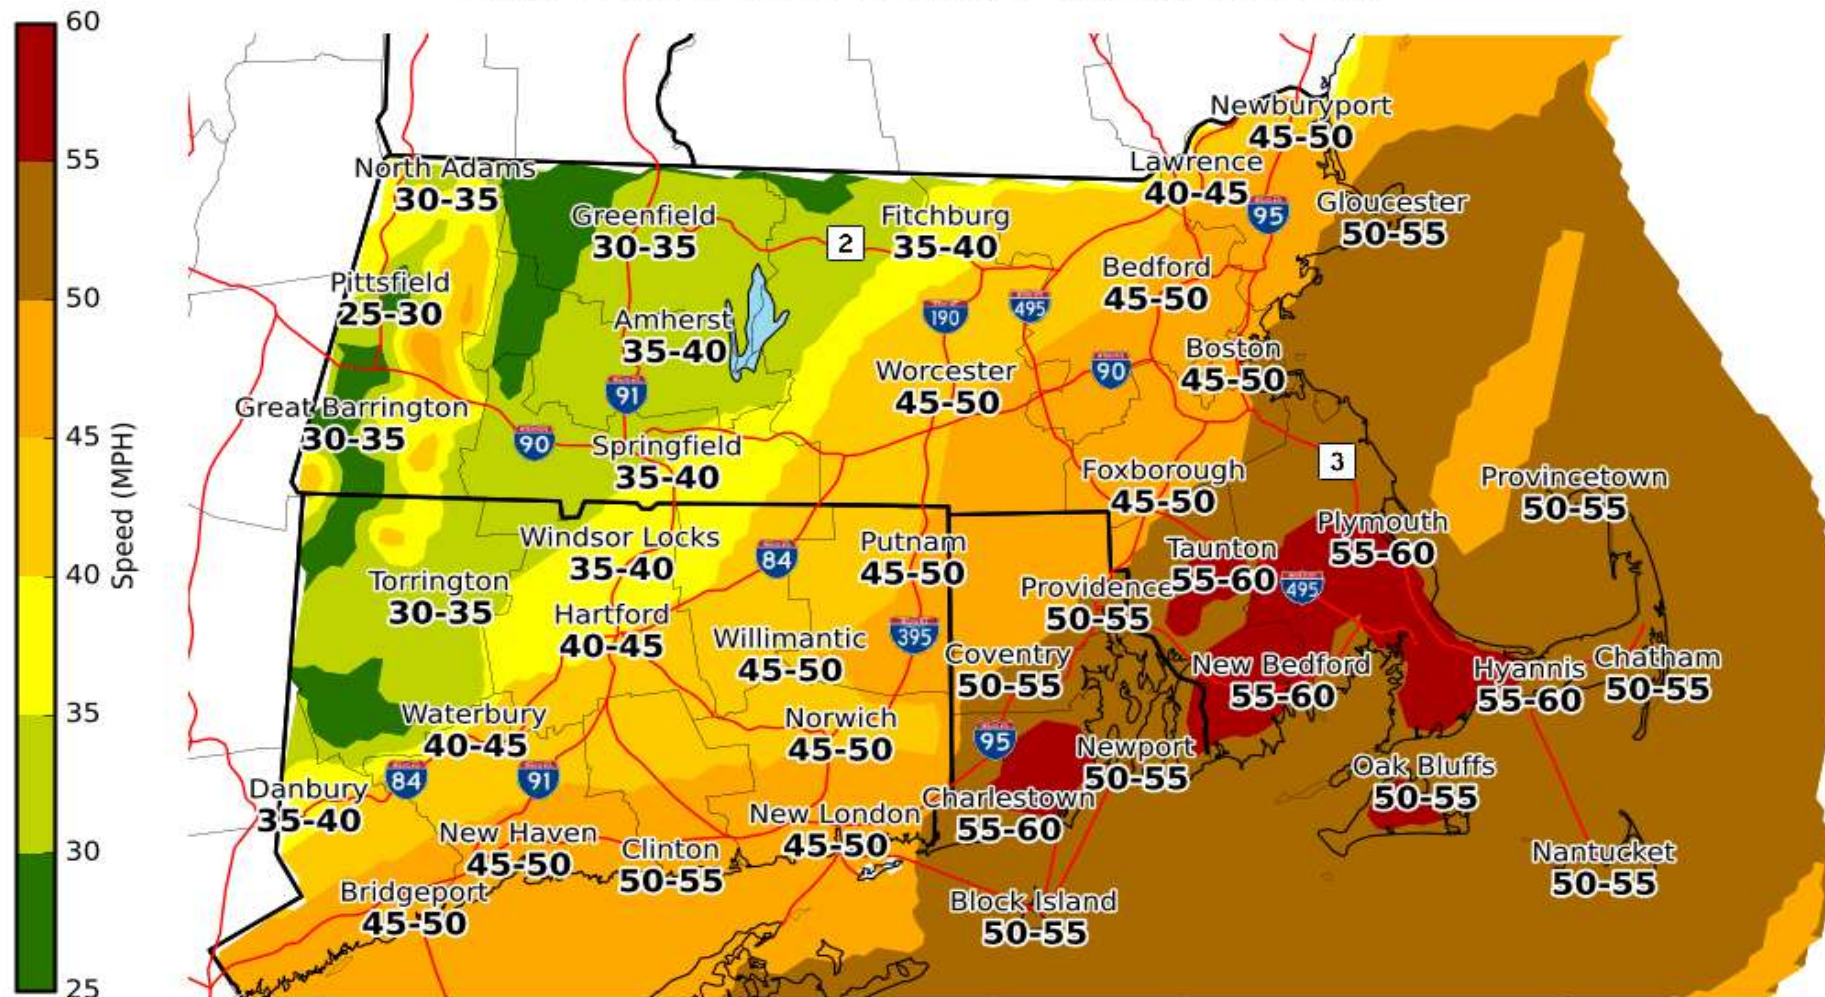 60
55
50
45
40
35
30
25
Speed (MPH)
Newburyport
45-50
Lawrence
40-45
North Adams
30-35
Greenfield
30-35
2
Fitchburg
35-40
95
Gloucester
50-55
Pittsfield
25-30
Amherst
35-40
190
495
Bedford
45-50
Boston
45-50
Worcester
45-50
90
91
Great Barrington
30-35
90
Springfield
35-40
Foxborough
45-50
3
Provincetown
50-55
Windsor Locks
35-40
84
Putnam
45-50
Taunton
55-60
Plymouth
55-60
495
Torrington
30-35
Providence
50-55
Hartford
40-45
Willimantic
45-50
395
Coventry
50-55
New Bedford
55-60
Hyannis
55-60
Chatham
50-55
Waterbury
40-45
Norwich
45-50
95
Newport
50-55
84
91
Oak Bluffs
50-55
Danbury
35-40
Charlestown
55-60
New London
45-50
New Haven
45-50
Clinton
50-55
Nantucket
50-55
Bridgeport
45-50
Block Island
50-55